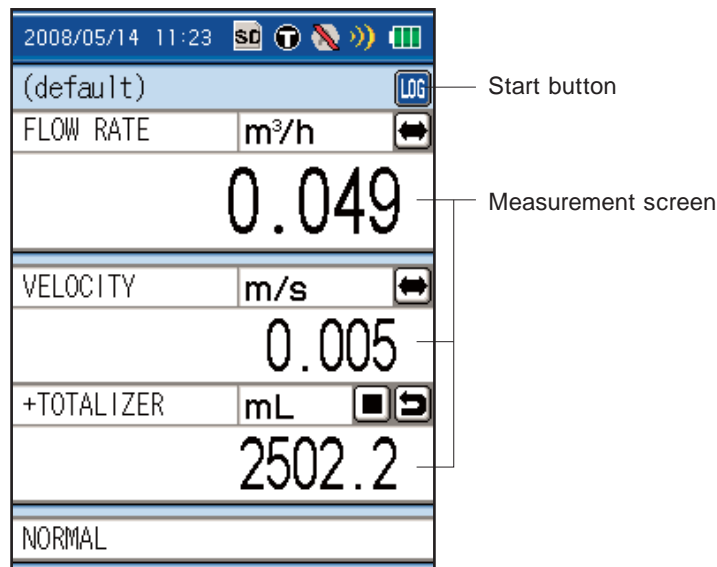 2008/05/14 11:23 SD T
(default) LOG Start button
FLOW RATE m³/h
0.049 Measurement screen
VELOCITY m/s
0.005
+TOTALIZER mL
2502.2
NORMAL